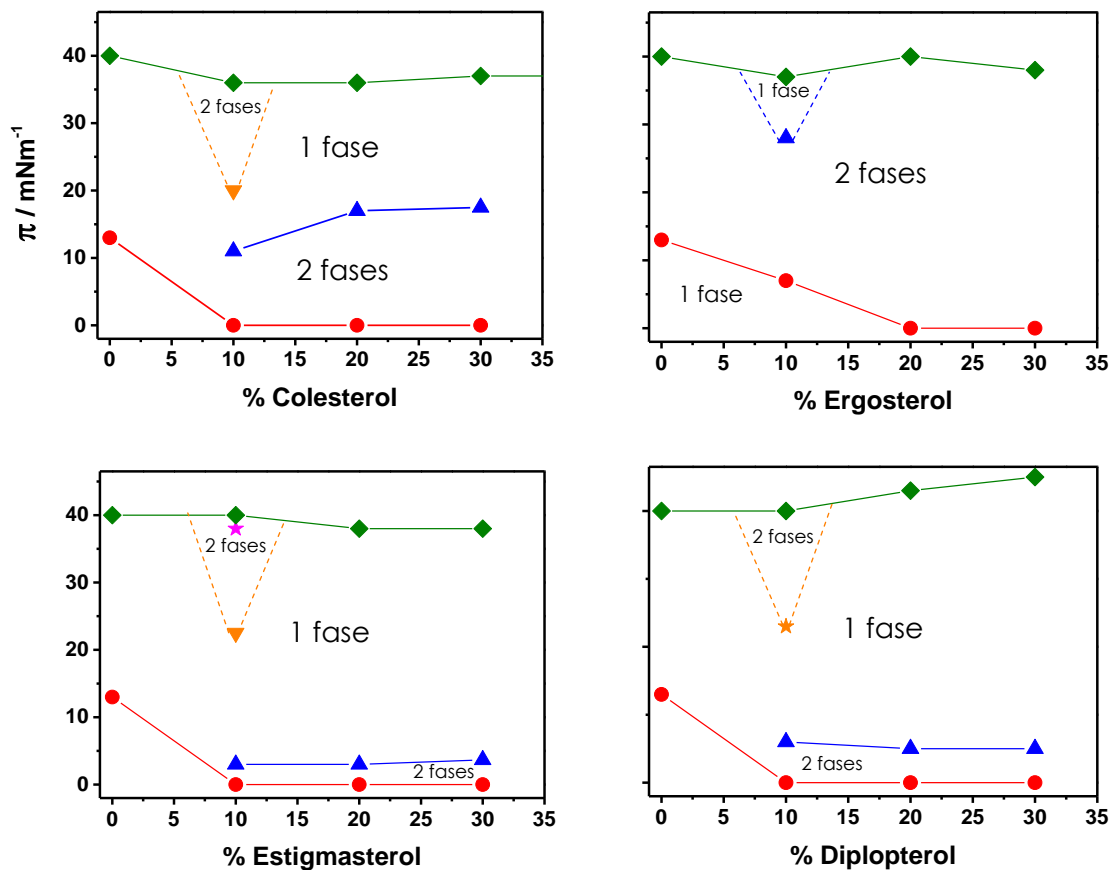 40
30
20
10
0
π / mNm⁻¹
2 fases
1 fase
2 fases
0 5 10 15 20 25 30 35
% Colesterol
1 fase
2 fases
1 fase
0 5 10 15 20 25 30 35
% Ergosterol
50
40
30
20
10
0
2 fases
1 fase
2 fases
0 5 10 15 20 25 30 35
% Estigmasterol
2 fases
1 fase
2 fases
0 5 10 15 20 25 30 35
% Diplopterol